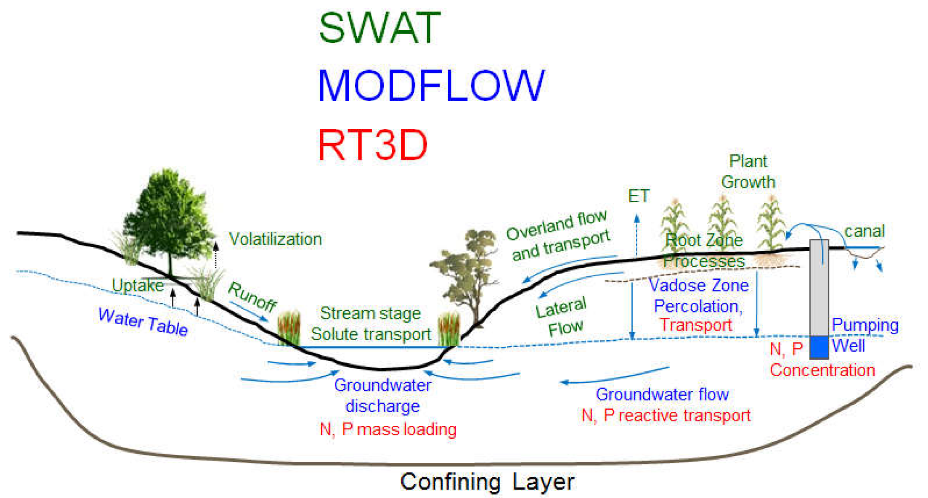 SWAT
MODFLOW
RT3D
Plant
Growth
ET
Overland flow
and transport
canal
Volatilization
Root Zone
Processes
Uptake
Runoff
Vadose Zone
Percolation,
Transport
Lateral
Flow
Water Table
Stream stage
Solute transport
Pumping
Well
N, P
Concentration
Groundwater
discharge
N, P mass loading
Groundwater flow
N, P reactive transport
Confining Layer